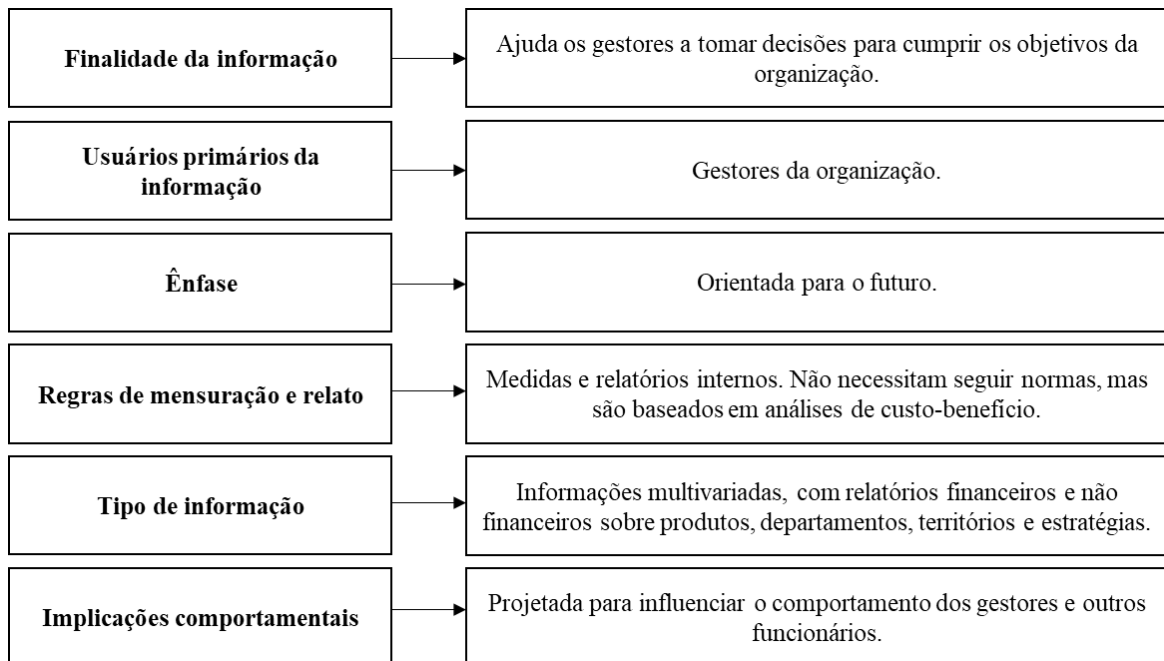 Finalidade da informação
Ajuda os gestores a tomar decisões para cumprir os objetivos da
organização.
Usuários primários da
informação
Gestores da organização.
Ênfase
Orientada para o futuro.
Regras de mensuração e relato
Medidas e relatórios internos. Não necessitam seguir normas, mas
são baseados em análises de custo-benefício.
Tipo de informação
Informações multivariadas, com relatórios financeiros e não
financeiros sobre produtos, departamentos, territórios e estratégias.
Implicações comportamentais
Projetada para influenciar o comportamento dos gestores e outros
funcionários.